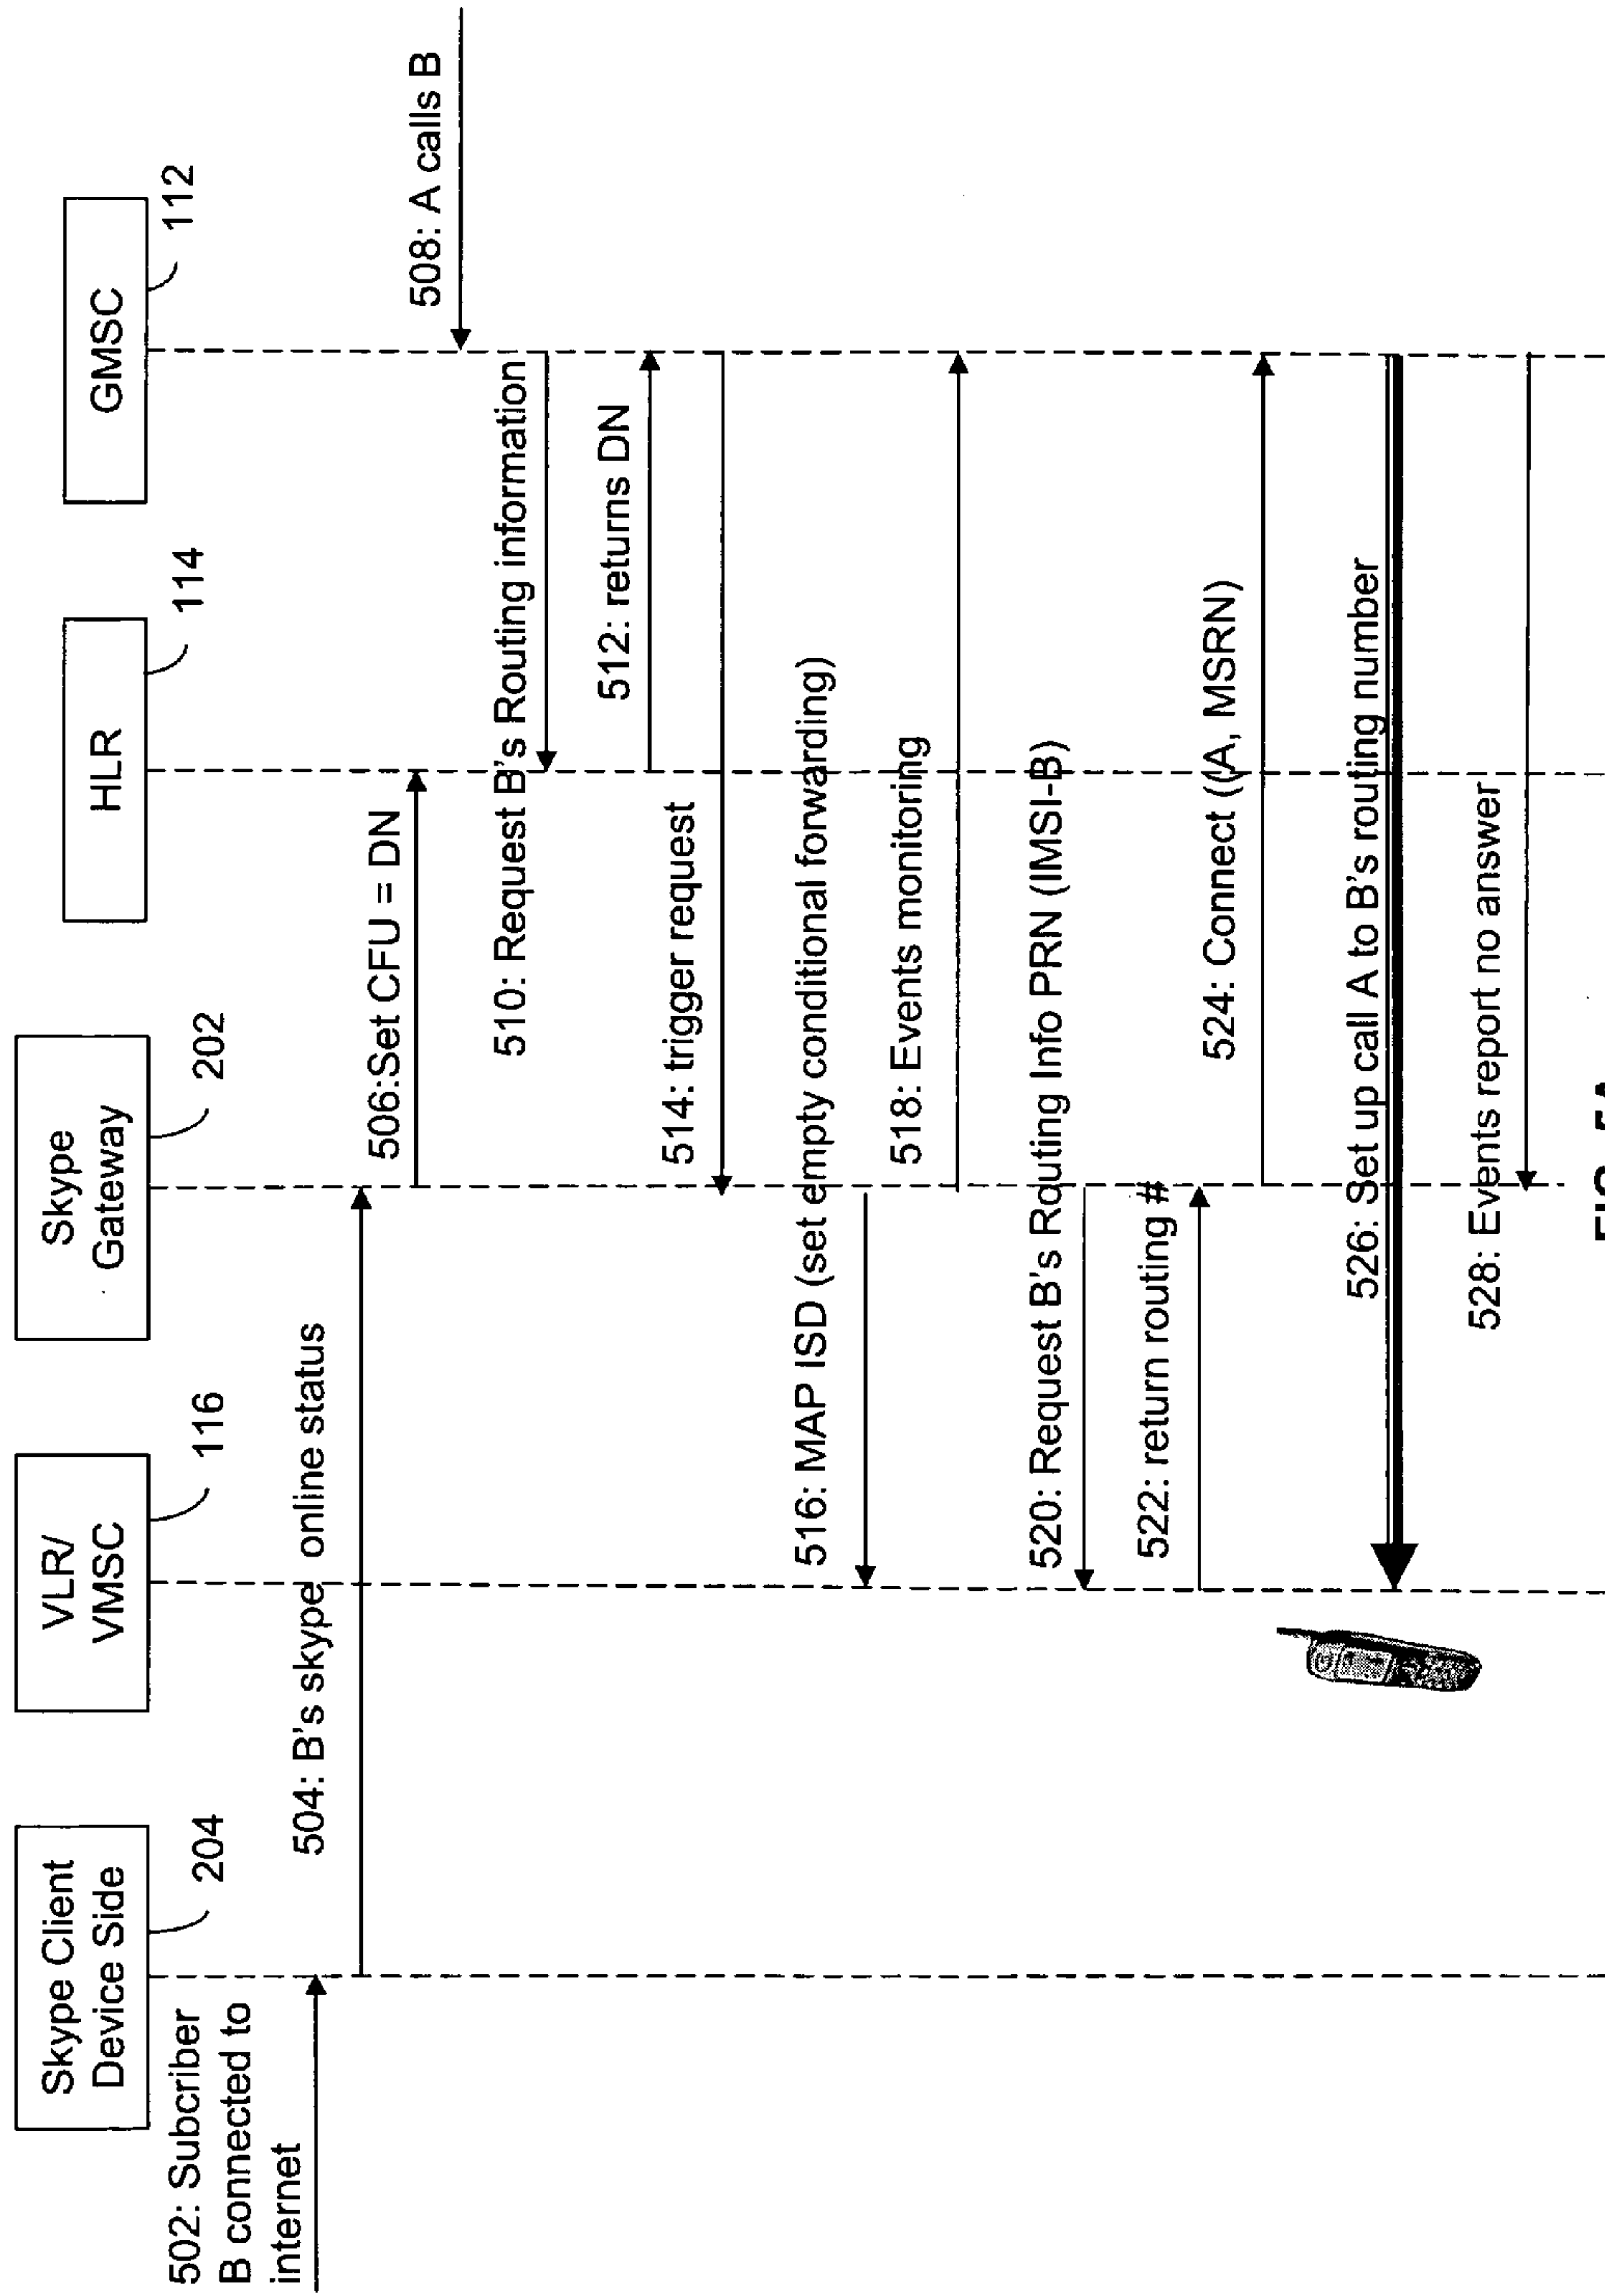 Skype Client
Device Side
204
VLR/
VMSC
116
Skype
Gateway
202
HLR
114
GMSC
112
502: Subcriber
B connected to
internet
504: B's skype online status
506:Set CFU = DN
508: A calls B
510: Request B's Routing information
512: returns DN
514: trigger request
516: MAP ISD (set empty conditional forwarding)
518: Events monitoring
520: Request B's Routing Info PRN (IMSI-B)
522: return routing #
524: Connect ((A, MSRN)
526: Set up call A to B's routing number
528: Events report no answer
FIG. 5A